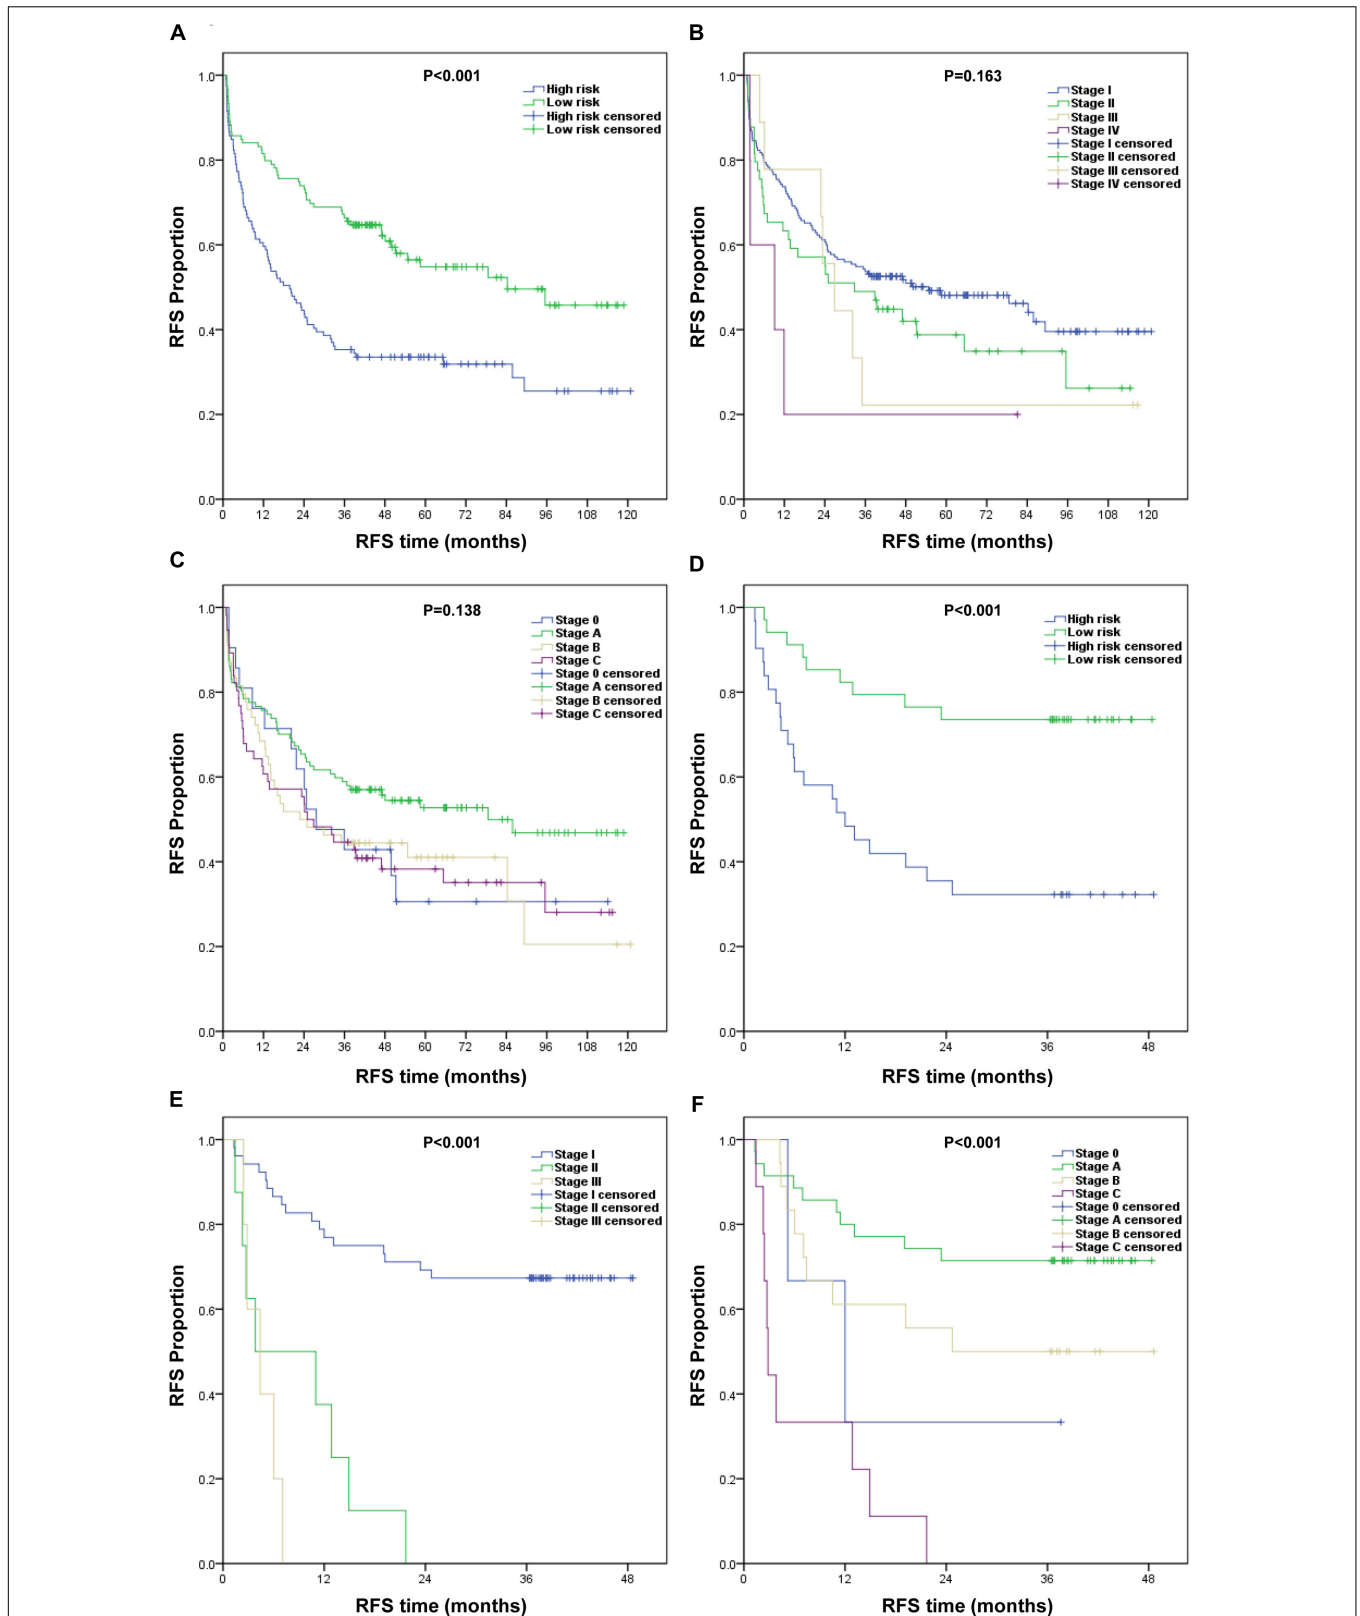 A
P<0.001
High risk
Low risk
High risk censored
Low risk censored
RFS Proportion
1.0
0.8
0.6
0.4
0.2
0.0
0 12 24 36 48 60 72 84 96 108 120
RFS time (months)
B
P=0.163
Stage I
Stage II
Stage III
Stage IV
Stage I censored
Stage II censored
Stage III censored
Stage IV censored
RFS Proportion
1.0
0.8
0.6
0.4
0.2
0.0
0 12 24 36 48 60 72 84 96 108 120
RFS time (months)
C
P=0.138
Stage 0
Stage A
Stage B
Stage C
Stage 0 censored
Stage A censored
Stage B censored
Stage C censored
RFS Proportion
1.0
0.8
0.6
0.4
0.2
0.0
0 12 24 36 48 60 72 84 96 108 120
RFS time (months)
D
P<0.001
High risk
Low risk
High risk censored
Low risk censored
RFS Proportion
1.0
0.8
0.6
0.4
0.2
0.0
0 12 24 36 48
RFS time (months)
E
P<0.001
Stage I
Stage II
Stage III
Stage I censored
Stage II censored
Stage III censored
RFS Proportion
1.0
0.8
0.6
0.4
0.2
0.0
0 12 24 36 48
RFS time (months)
F
P<0.001
Stage 0
Stage A
Stage B
Stage C
Stage 0 censored
Stage A censored
Stage B censored
Stage C censored
RFS Proportion
1.0
0.8
0.6
0.4
0.2
0.0
0 12 24 36 48
RFS time (months)